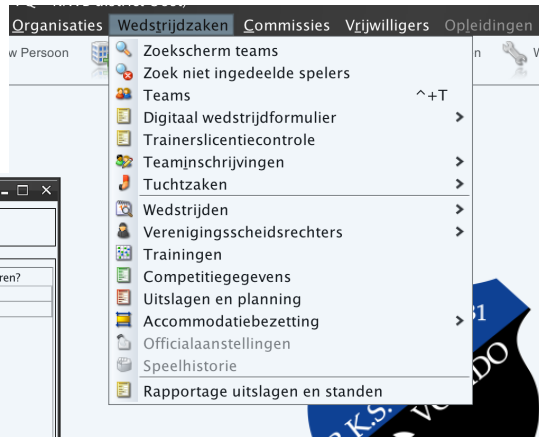 Organisaties Wedstrijdzaken Commissies Vrijwilligers Opleidingen
w Persoon
Zoekscherm teams
Zoek niet ingedeelde spelers
Teams ^+T
Digitaal wedstrijdformulier
Trainerslicentiecontrole
Teaminschrijvingen
Tuchtzaken
Wedstrijden
Verenigingsscheidsrechters
Trainingen
ren?
Competitiegegevens
Uitslagen en planning
Accommodatiebezetting
Officialaanstellingen
Speelhistorie
Rapportage uitslagen en standen
R.K.S.